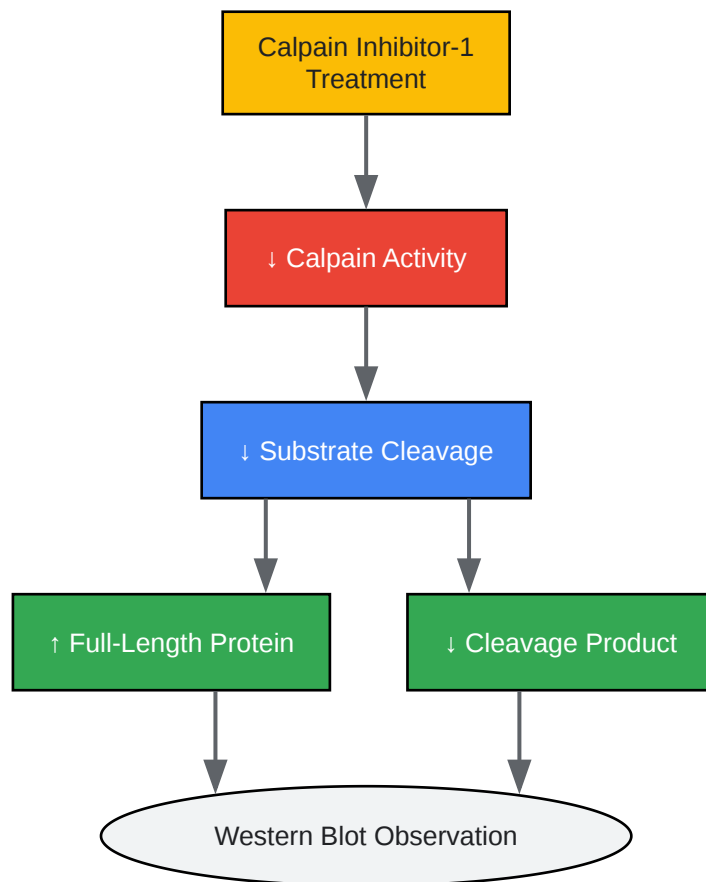 Calpain Inhibitor-1
Treatment
↓ Calpain Activity
↓ Substrate Cleavage
↑ Full-Length Protein
↓ Cleavage Product
Western Blot Observation